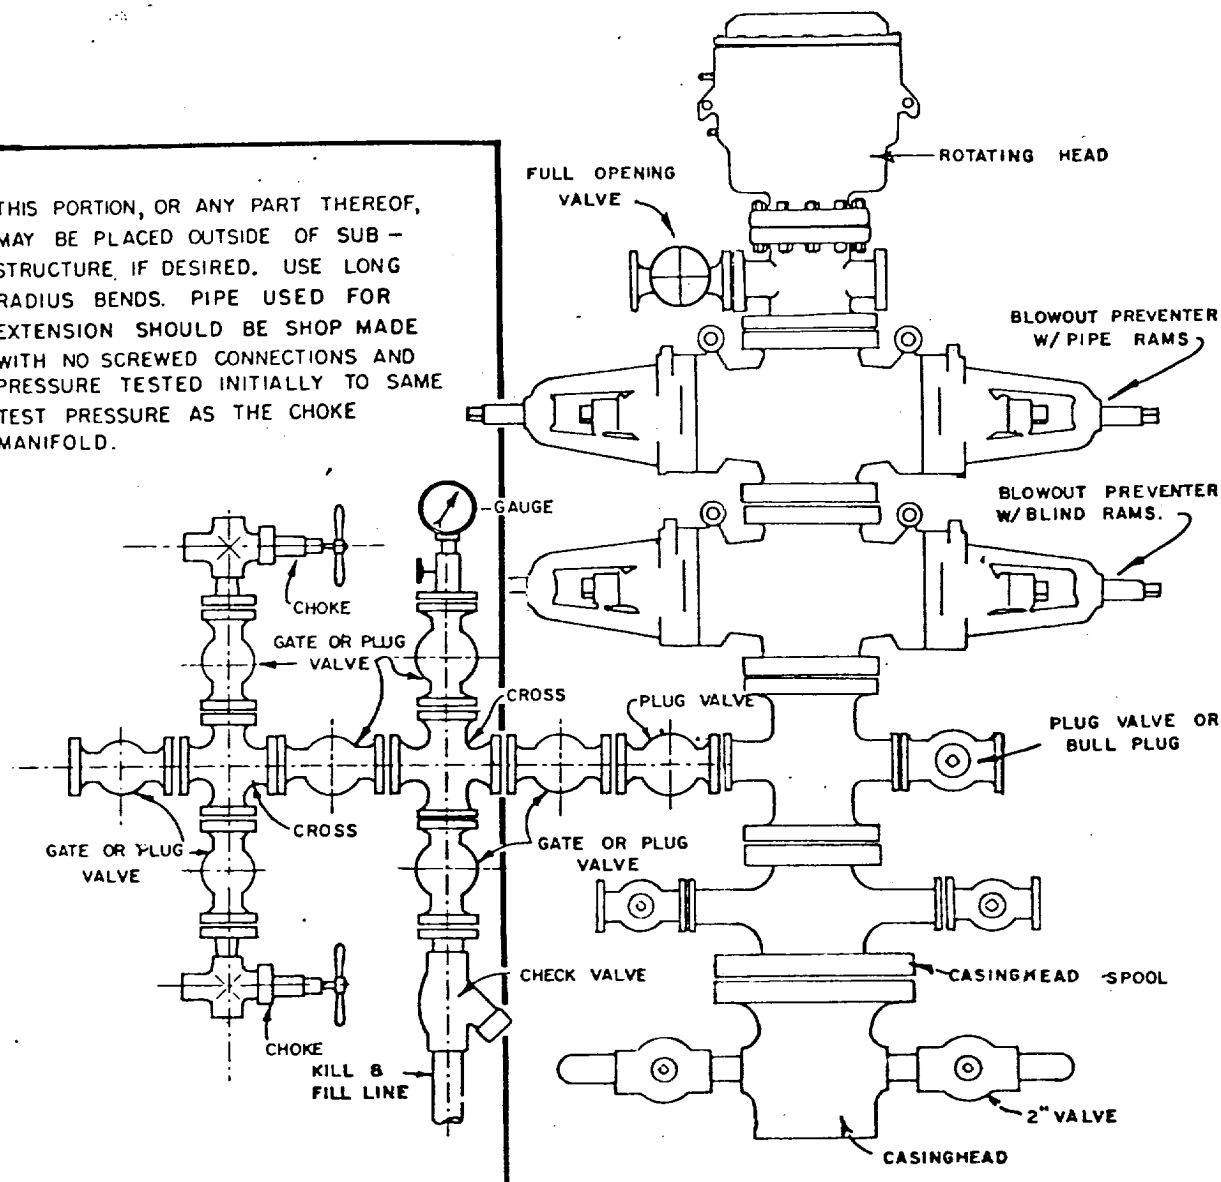 THIS PORTION, OR ANY PART THEREOF,
MAY BE PLACED OUTSIDE OF SUB -
STRUCTURE IF DESIRED. USE LONG
RADIUS BENDS. PIPE USED FOR
EXTENSION SHOULD BE SHOP MADE
WITH NO SCREWED CONNECTIONS AND
PRESSURE TESTED INITIALLY TO SAME
TEST PRESSURE AS THE CHOKE
MANIFOLD.
ROTATING HEAD
FULL OPENING
VALVE
BLOWOUT PREVENTER
W/ PIPE RAMS
BLOWOUT PREVENTER
W/ BLIND RAMS.
GAUGE
CHOKE
GATE OR PLUG
VALVE
CROSS
PLUG VALVE
PLUG VALVE OR
BULL PLUG
CROSS
GATE OR PLUG
VALVE
GATE OR PLUG
VALVE
CHECK VALVE
CASINGHEAD SPOOL
CHOKE
KILL &
FILL LINE
2" VALVE
CASINGHEAD